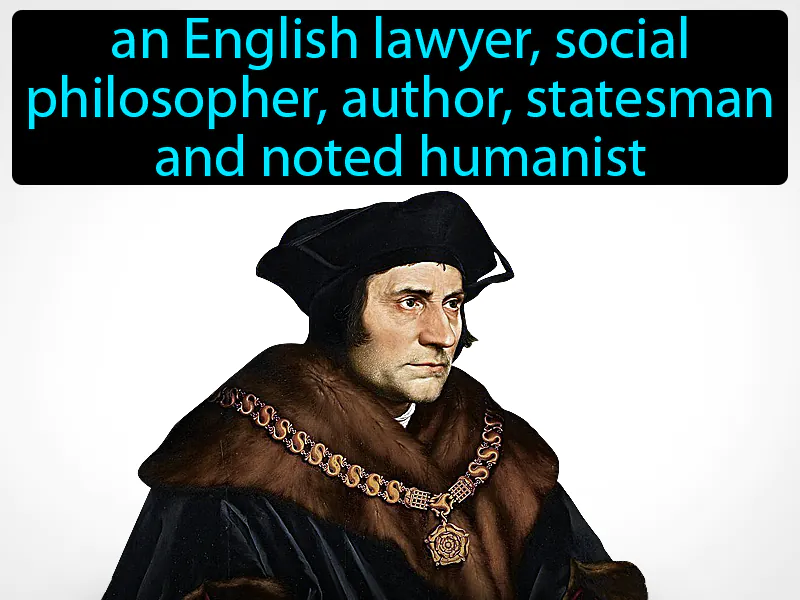 an English lawyer, social
philosopher, author, statesman
and noted humanist